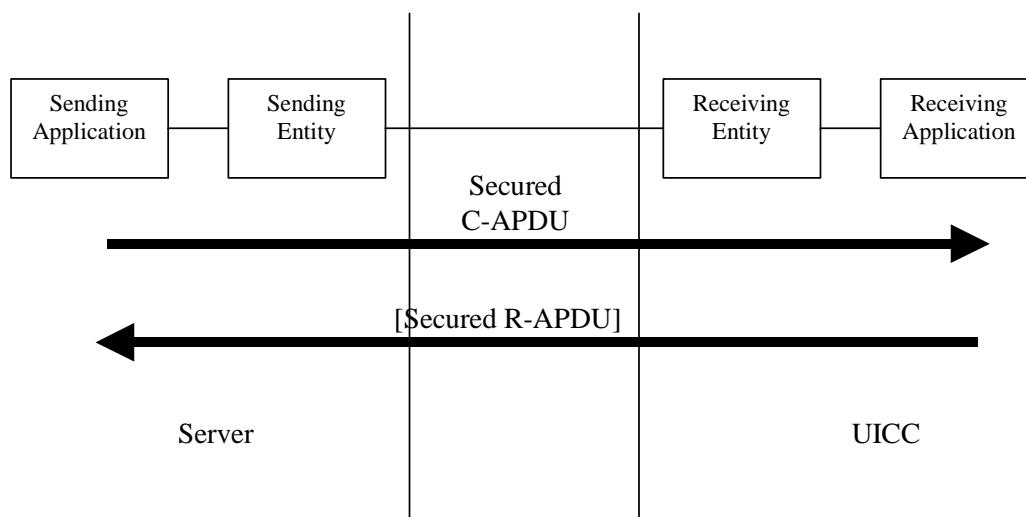 Sending
Application
Sending
Entity
Receiving
Entity
Receiving
Application
Secured
C-APDU
[Secured R-APDU]
Server
UICC